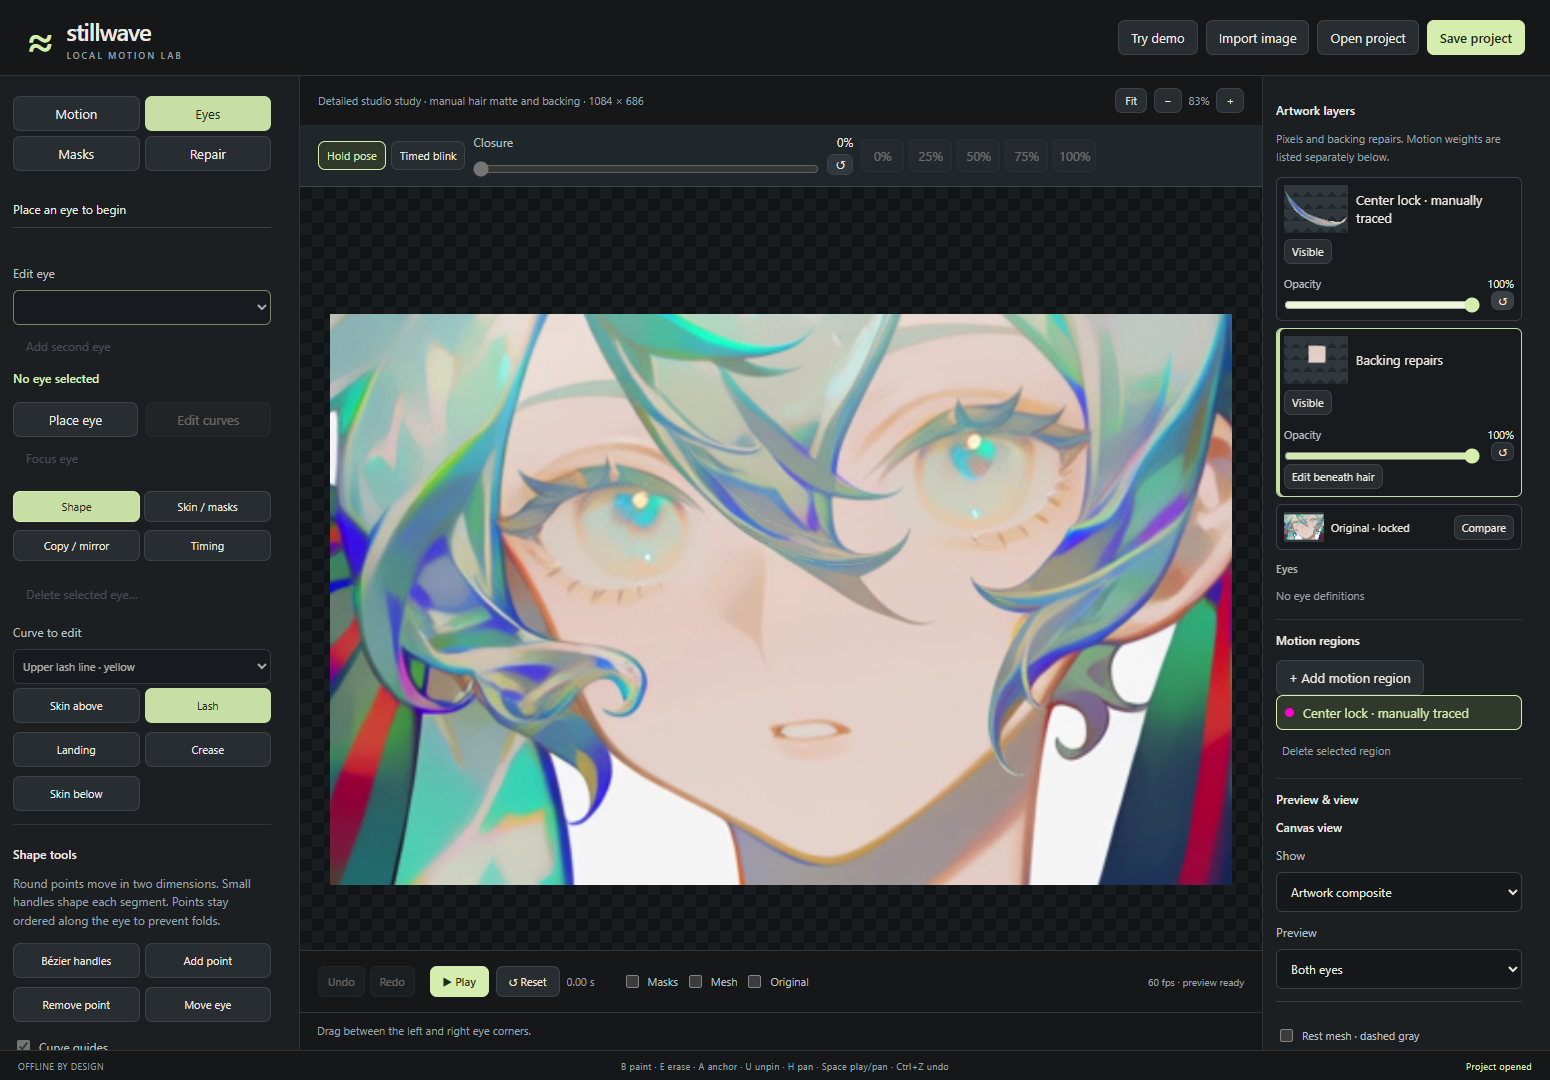 stillwave
LOCAL MOTION LAB
Try demo
Import image
Open project
Save project
Motion
Eyes
Masks
Repair
Place an eye to begin
Edit eye
Add second eye
No eye selected
Place eye
Edit curves
Focus eye
Shape
Skin / masks
Copy / mirror
Timing
Delete selected eye...
Curve to edit
Upper lash line · yellow
Skin above
Lash
Landing
Crease
Skin below
Shape tools
Round points move in two dimensions. Small
handles shape each segment. Points stay
ordered along the eye to prevent folds.
Bézier handles
Add point
Remove point
Move eye
Curve guides
Detailed studio study · manual hair matte and backing · 1084 × 686
Fit
−
83%
+
Hold pose
Timed blink
Closure
0%
↺
0%
25%
50%
75%
100%
Undo
Redo
▶ Play
↺ Reset
0.00 s
Masks
Mesh
Original
60 fps · preview ready
Drag between the left and right eye corners.
Artwork layers
Pixels and backing repairs. Motion weights are
listed separately below.
Center lock · manually
traced
Visible
Opacity
100%
↺
Backing repairs
Visible
Opacity
100%
↺
Edit beneath hair
Original · locked
Compare
Eyes
No eye definitions
Motion regions
+ Add motion region
Center lock · manually traced
Delete selected region
Preview & view
Canvas view
Show
Artwork composite
Preview
Both eyes
Rest mesh · dashed gray
OFFLINE BY DESIGN
B paint · E erase · A anchor · U unpin · H pan · Space play/pan · Ctrl+Z undo
Project opened